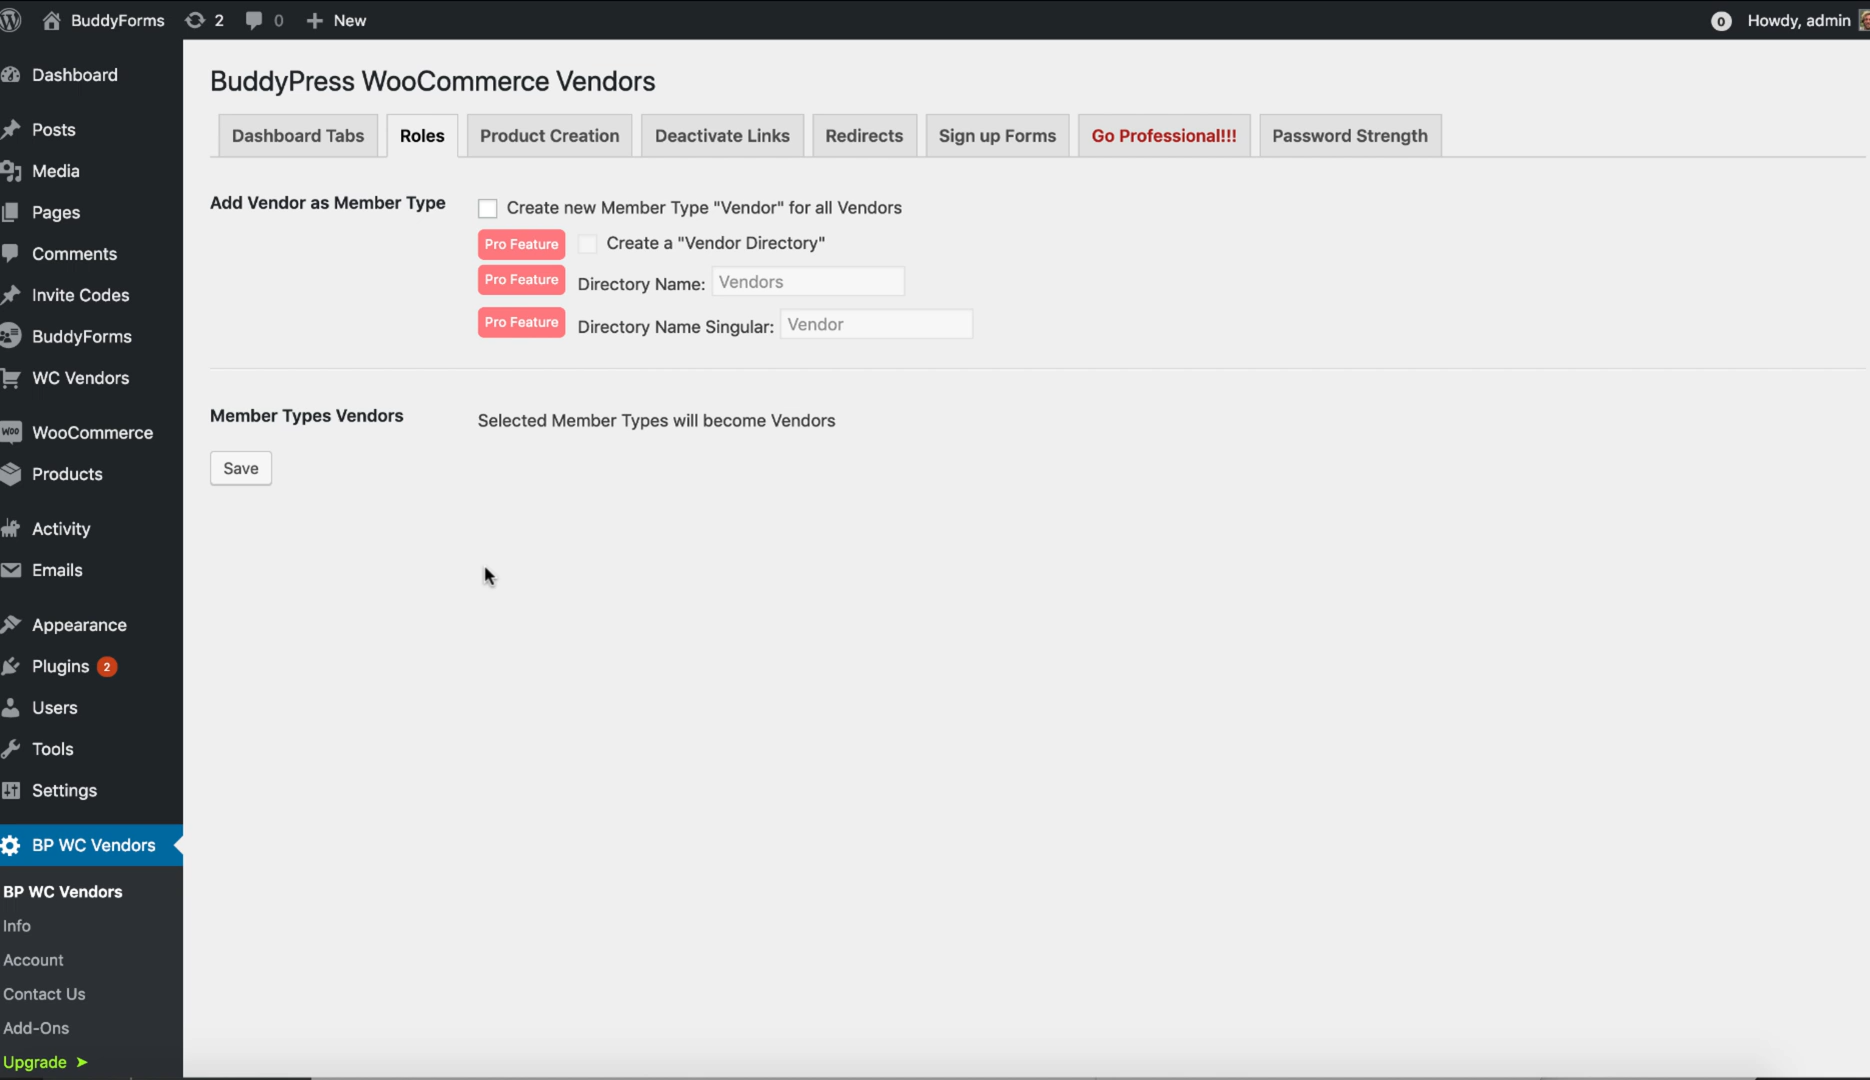 BuddyForms 2 0 New 0 Howdy, admin
Dashboard
Posts
Media
Pages
Comments
Invite Codes
BuddyForms
WC Vendors
WOO WooCommerce
Products
Activity
Emails
Appearance
Plugins 2
Users
Tools
Settings
BP WC Vendors
BP WC Vendors
Info
Account
Contact Us
Add-Ons
Upgrade ➤
BuddyPress WooCommerce Vendors
Dashboard Tabs Roles Product Creation Deactivate Links Redirects Sign up Forms Go Professional!!! Password Strength
Add Vendor as Member Type Create new Member Type "Vendor" for all Vendors
Pro Feature Create a "Vendor Directory"
Pro Feature Directory Name: Vendors
Pro Feature Directory Name Singular: Vendor
Member Types Vendors Selected Member Types will become Vendors
Save